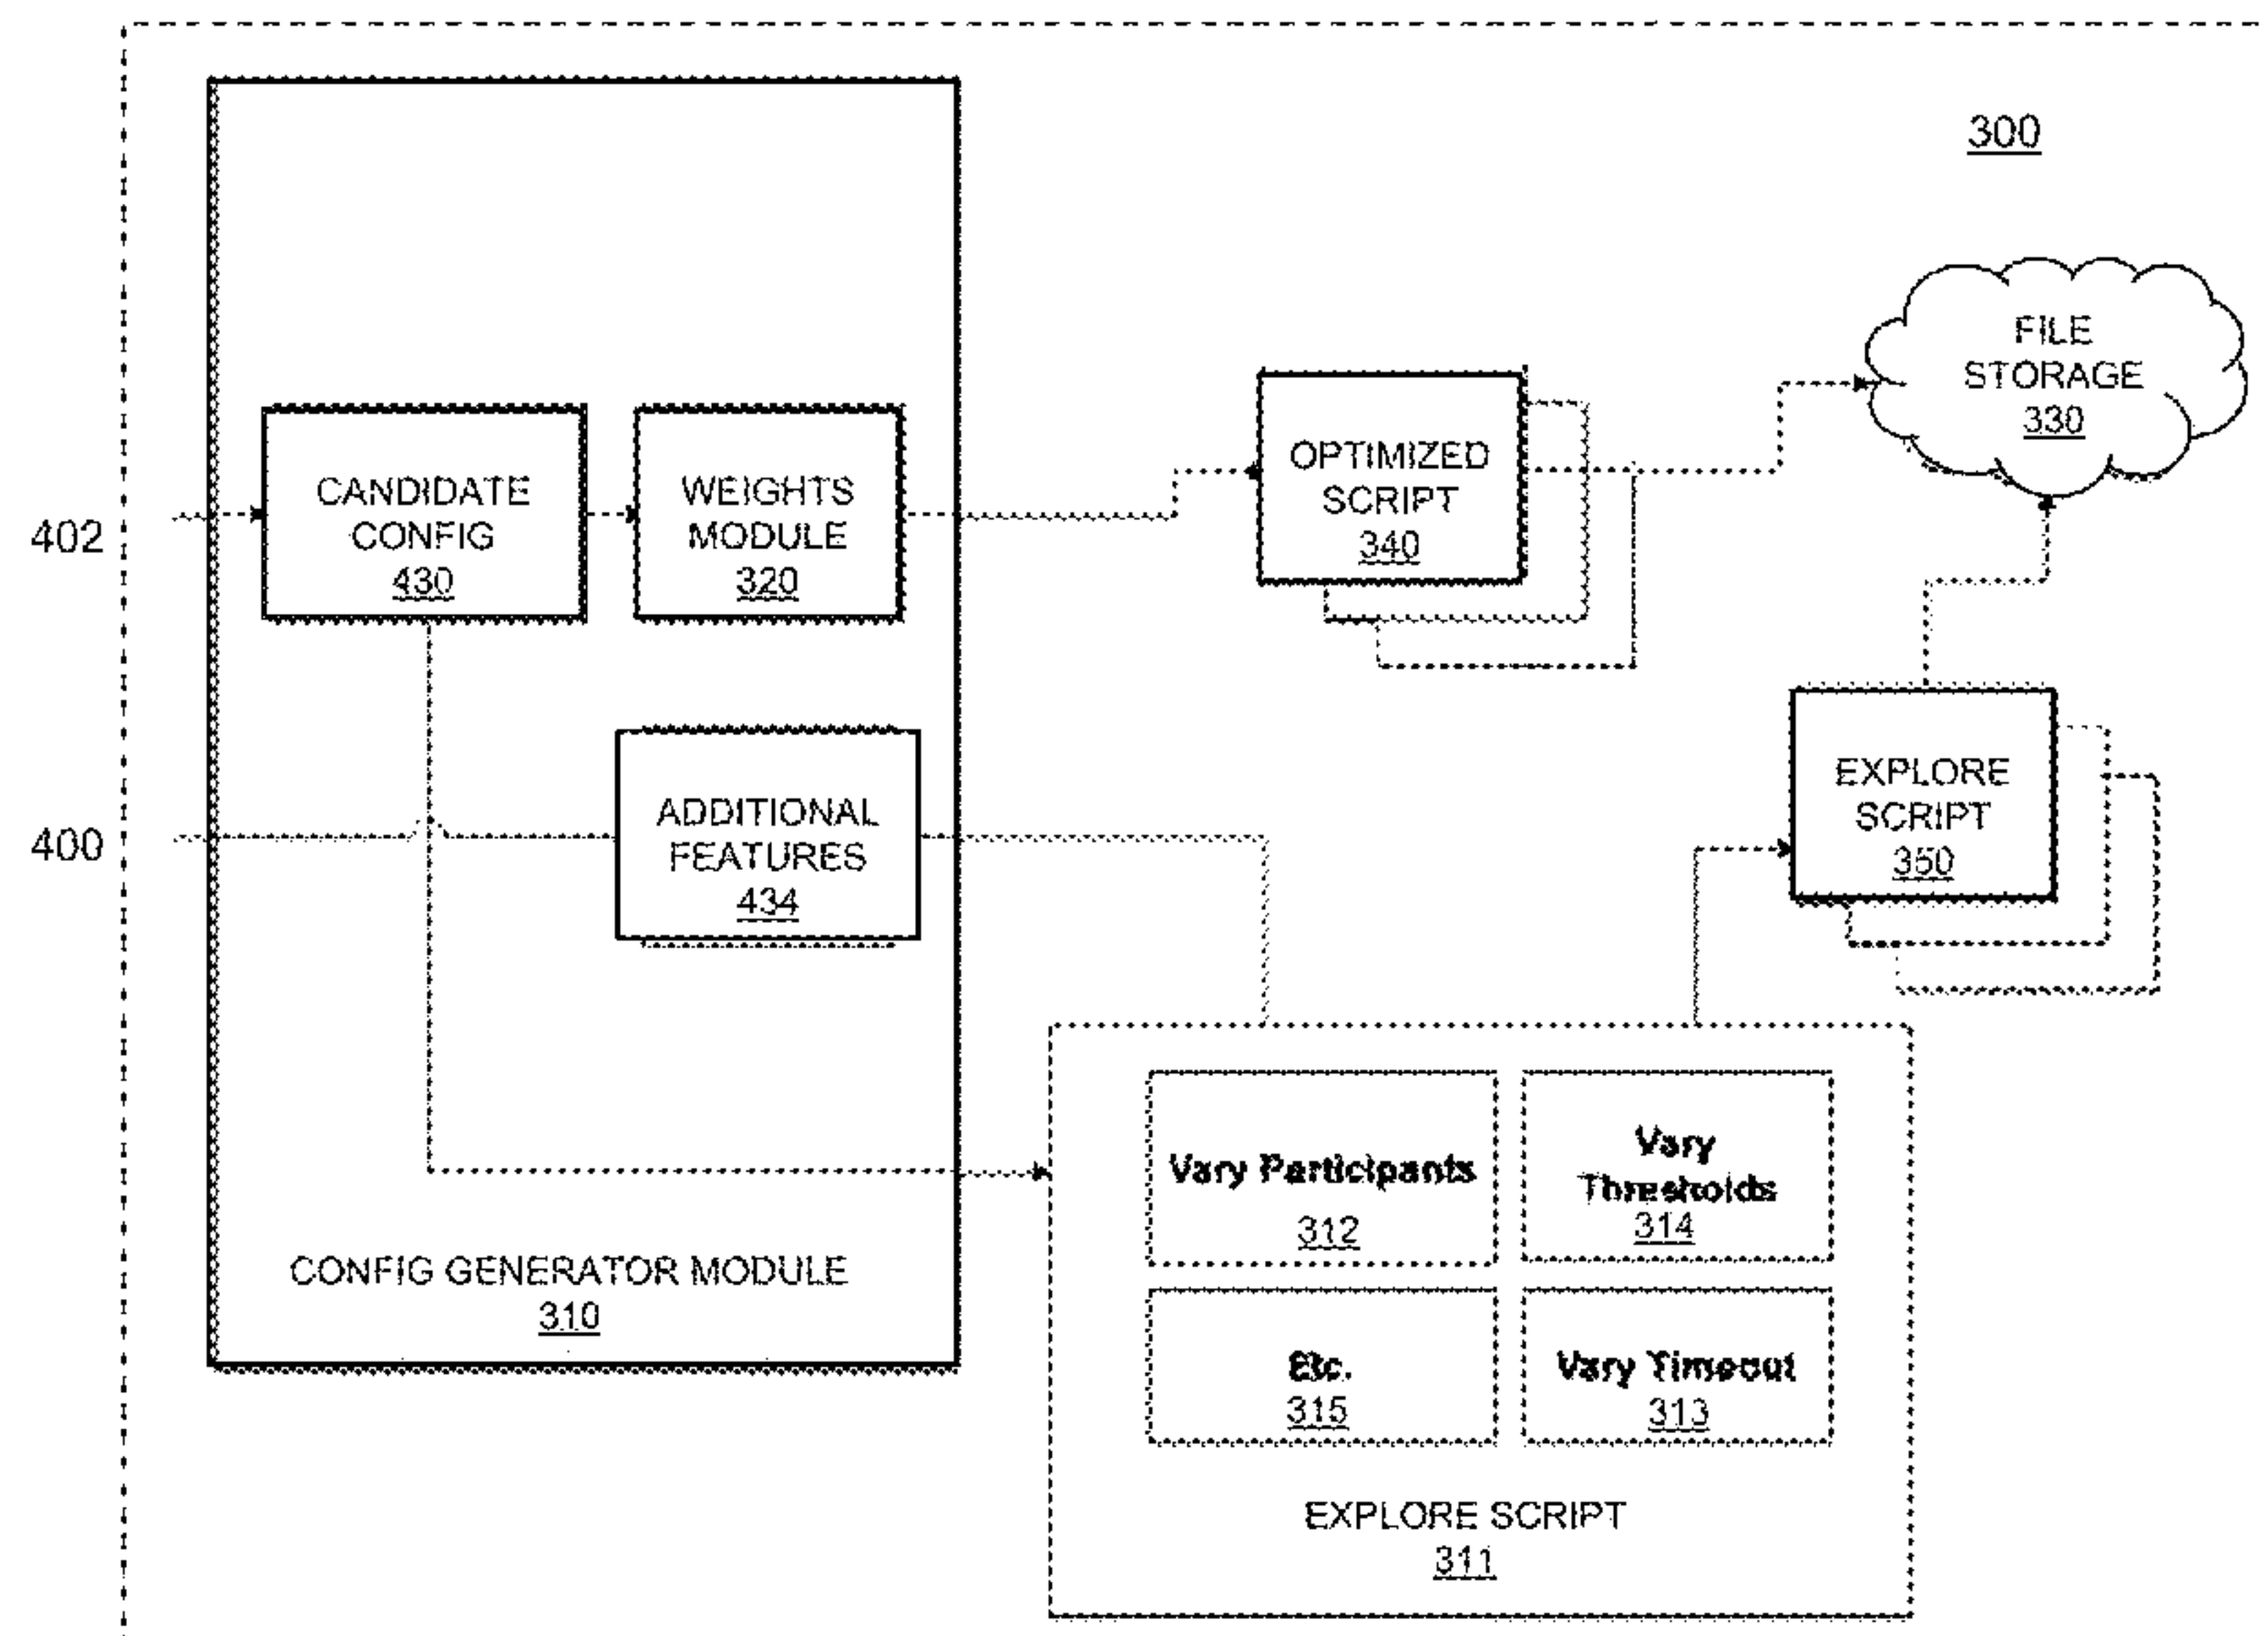 300
FILE
STORAGE
330
402
CANDIDATE
CONFIG
430
WEIGHTS
MODULE
320
OPTIMIZED
SCRIPT
340
400
ADDITIONAL
FEATURES
434
EXPLORE
SCRIPT
350
Vary Participants
312
Vary
Thresholds
314
Etc.
315
Vary Timeout
313
CONFIG GENERATOR MODULE
310
EXPLORE SCRIPT
311